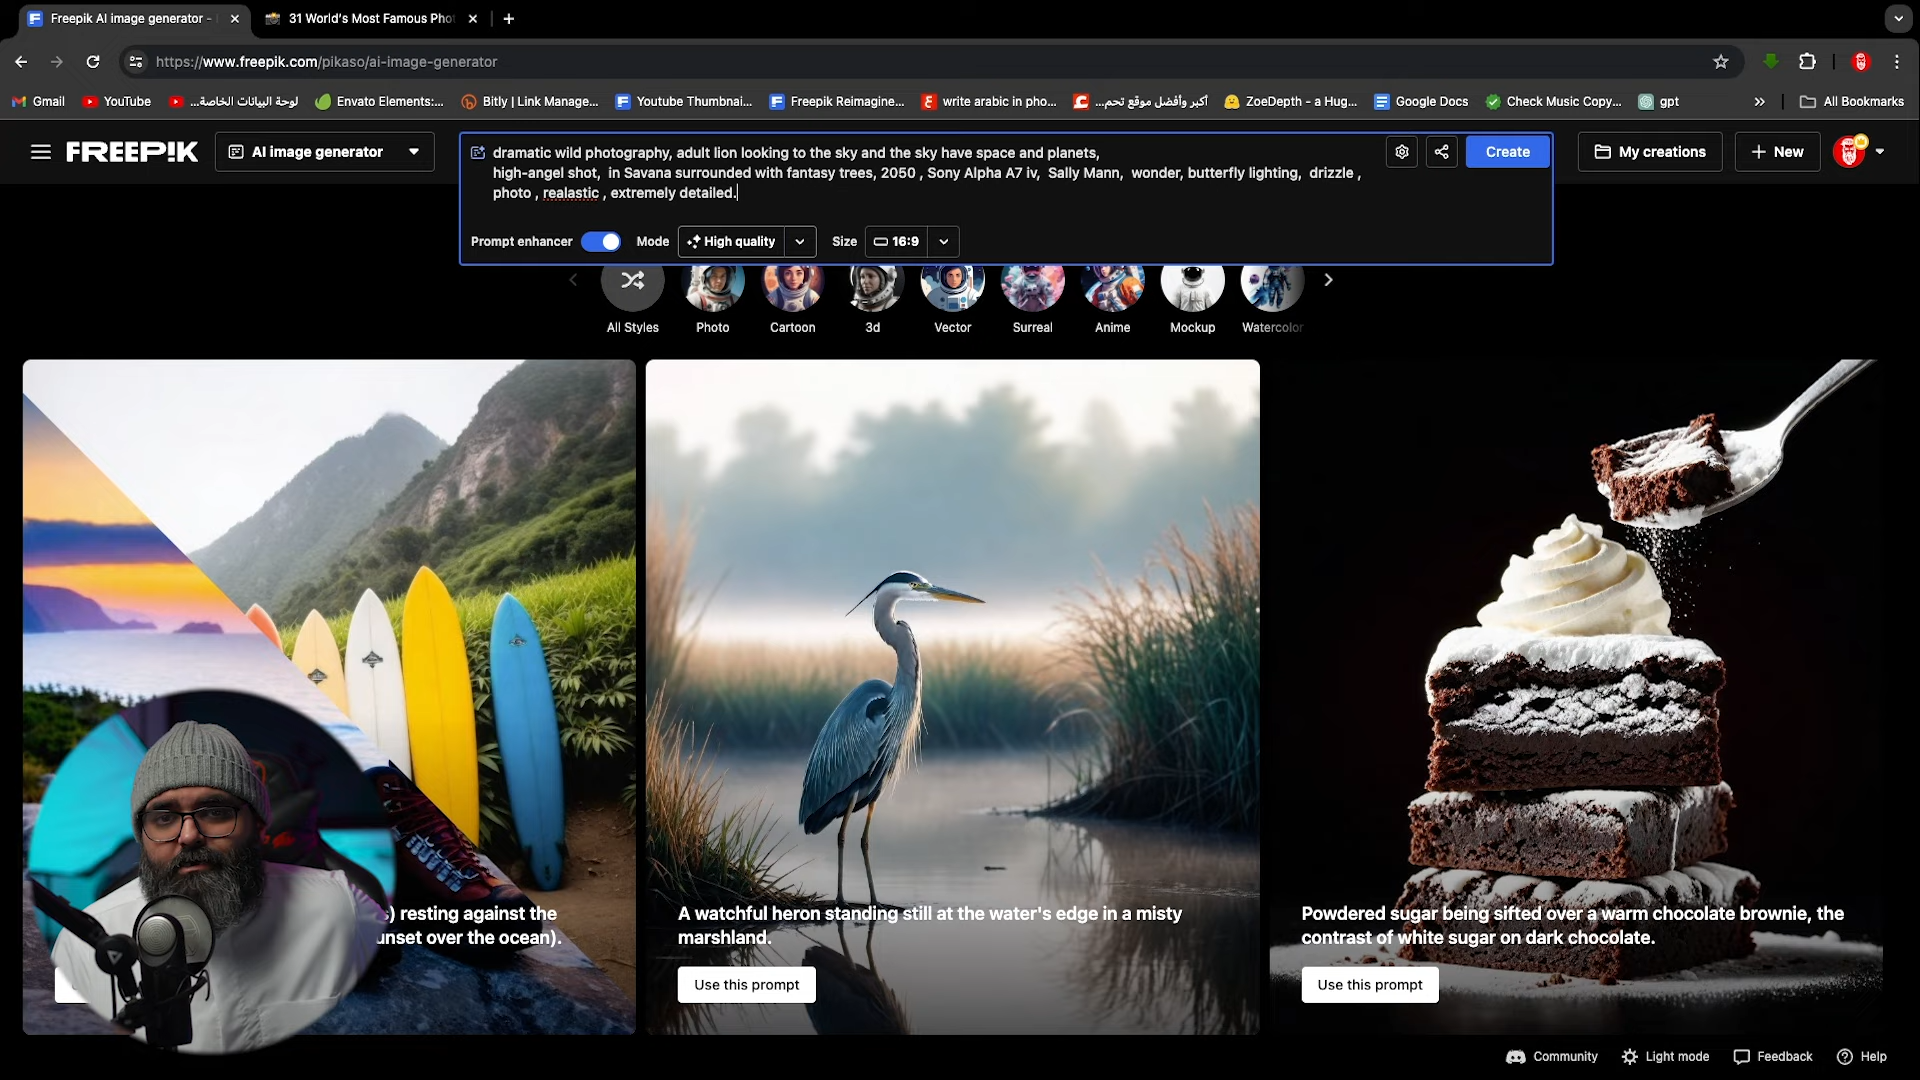 Freepik AI image generator -
31 World's Most Famous Pho
https://www.freepik.com/pikaso/ai-image-generator
Gmail
YouTube
لوحة البيانات الخاصة...
Envato Elements:...
Bitly | Link Manage...
Youtube Thumbnai...
Freepik Reimagine...
write arabic in pho...
أكبر وأفضل موقع تحم...
ZoeDepth - a Hug...
Google Docs
Check Music Copy...
gpt
All Bookmarks
FREEP!K
AI image generator
dramatic wild photography, adult lion looking to the sky and the sky have space and planets,
high-angel shot,  in Savana surrounded with fantasy trees, 2050 , Sony Alpha A7 iv,  Sally Mann,  wonder, butterfly lighting,  drizzle ,
photo , realastic , extremely detailed.
Create
My creations
+ New
Prompt enhancer
Mode
High quality
Size
16:9
All Styles
Photo
Cartoon
3d
Vector
Surreal
Anime
Mockup
Watercolor
) resting against the
unset over the ocean).
A watchful heron standing still at the water's edge in a misty
marshland.
Use this prompt
Powdered sugar being sifted over a warm chocolate brownie, the
contrast of white sugar on dark chocolate.
Use this prompt
Community
Light mode
Feedback
Help